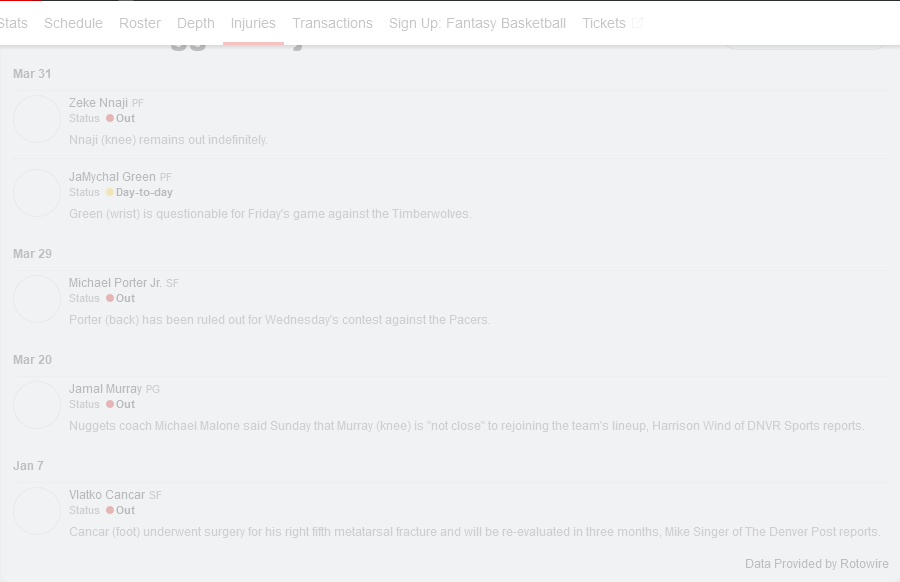 Stats Schedule Roster Depth Injuries Transactions Sign Up: Fantasy Basketball Tickets
Mar 31
Zeke Nnaji PF
Status Out
Nnaji (knee) remains out indefinitely.
JaMychal Green PF
Status Day-to-day
Green (wrist) is questionable for Friday's game against the Timberwolves.
Mar 29
Michael Porter Jr. SF
Status Out
Porter (back) has been ruled out for Wednesday's contest against the Pacers.
Mar 20
Jamal Murray PG
Status Out
Nuggets coach Michael Malone said Sunday that Murray (knee) is "not close" to rejoining the team's lineup, Harrison Wind of DNVR Sports reports.
Jan 7
Vlatko Cancar SF
Status Out
Cancar (foot) underwent surgery for his right fifth metatarsal fracture and will be re-evaluated in three months, Mike Singer of The Denver Post reports.
Data Provided by Rotowire